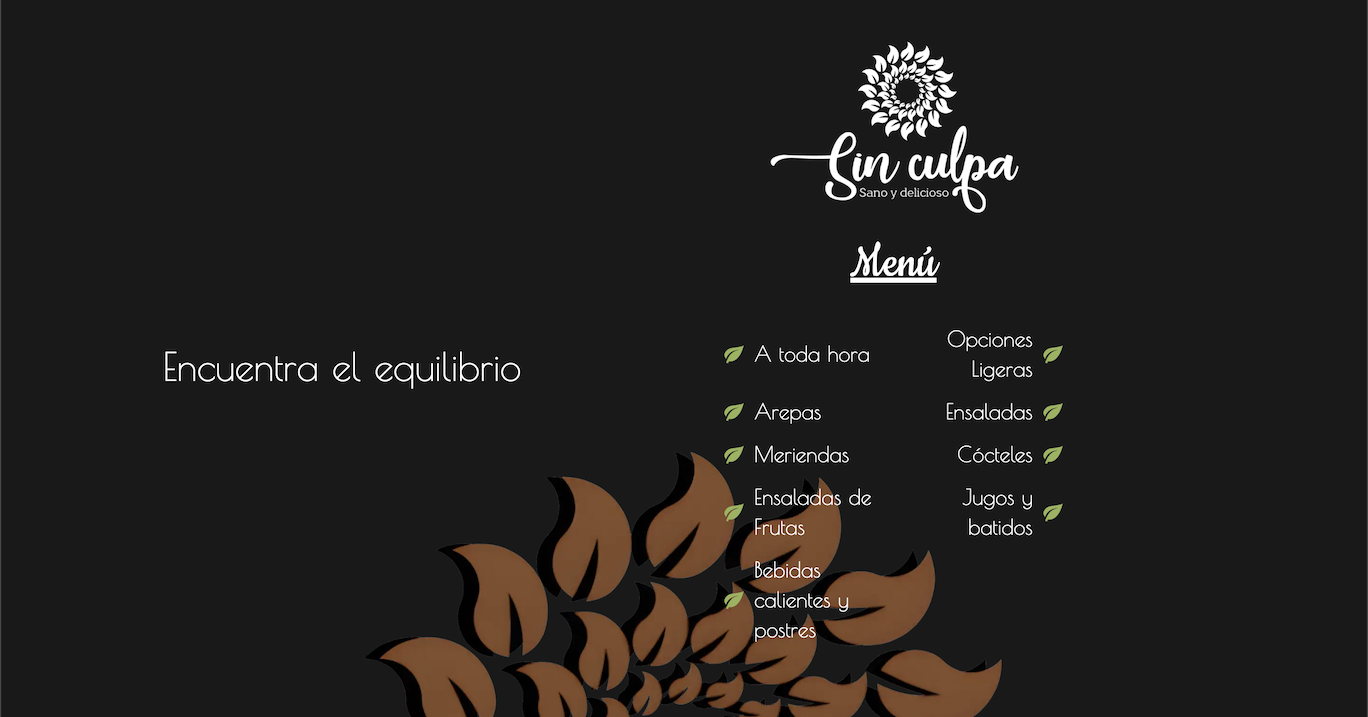 Sin culpa
Sano y delicioso
Menú
Encuentra el equilibrio
A toda hora
Arepas
Meriendas
Ensaladas de
Frutas
Bebidas
calientes y
postres
Opciones
Ligeras
Ensaladas
Cócteles
Jugos y
batidos